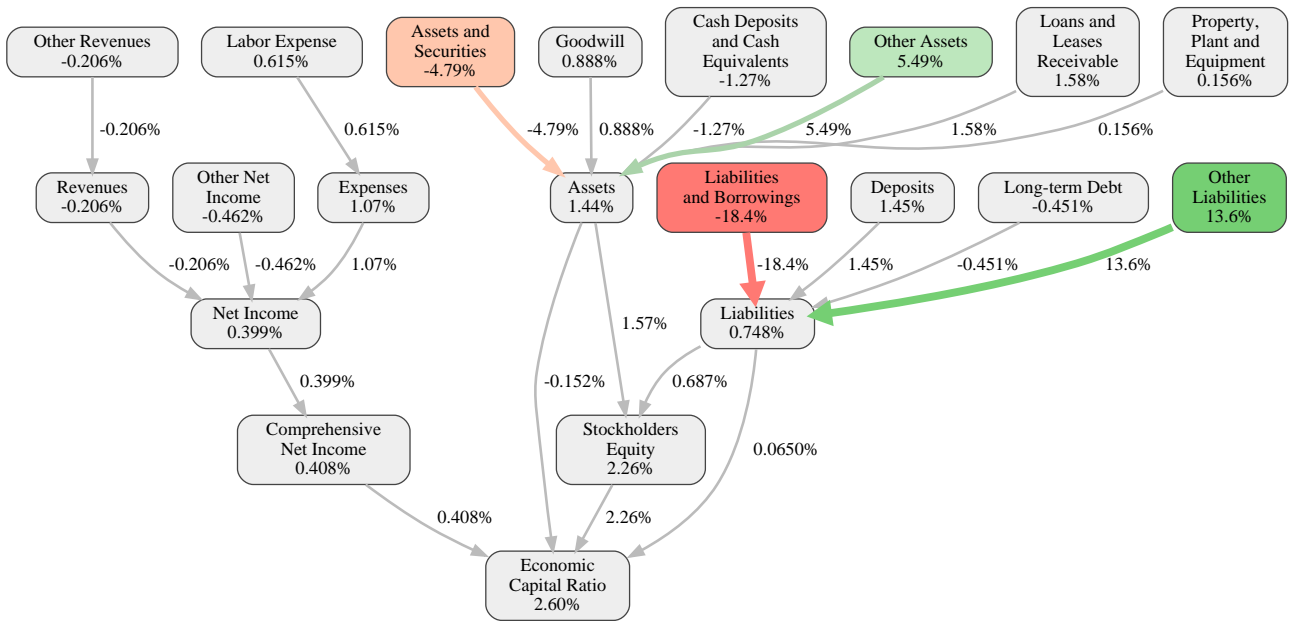 Other Revenues
-0.206%
Labor Expense
0.615%
Assets and
Securities
-4.79%
Goodwill
0.888%
Cash Deposits
and Cash
Equivalents
-1.27%
Other Assets
5.49%
Loans and
Leases
Receivable
1.58%
Property,
Plant and
Equipment
0.156%
-0.206%
0.615%
-4.79%
0.888%
-1.27%
5.49%
1.58%
0.156%
Revenues
-0.206%
Other Net
Income
-0.462%
Expenses
1.07%
Assets
1.44%
Liabilities
and Borrowings
-18.4%
Deposits
1.45%
Long-term Debt
-0.451%
Other
Liabilities
13.6%
-0.206%
-0.462%
1.07%
-18.4%
1.45%
-0.451%
13.6%
Net Income
0.399%
1.57%
Liabilities
0.748%
0.399%
-0.152%
0.687%
Comprehensive
Net Income
0.408%
Stockholders
Equity
2.26%
0.0650%
0.408%
2.26%
Economic
Capital Ratio
2.60%